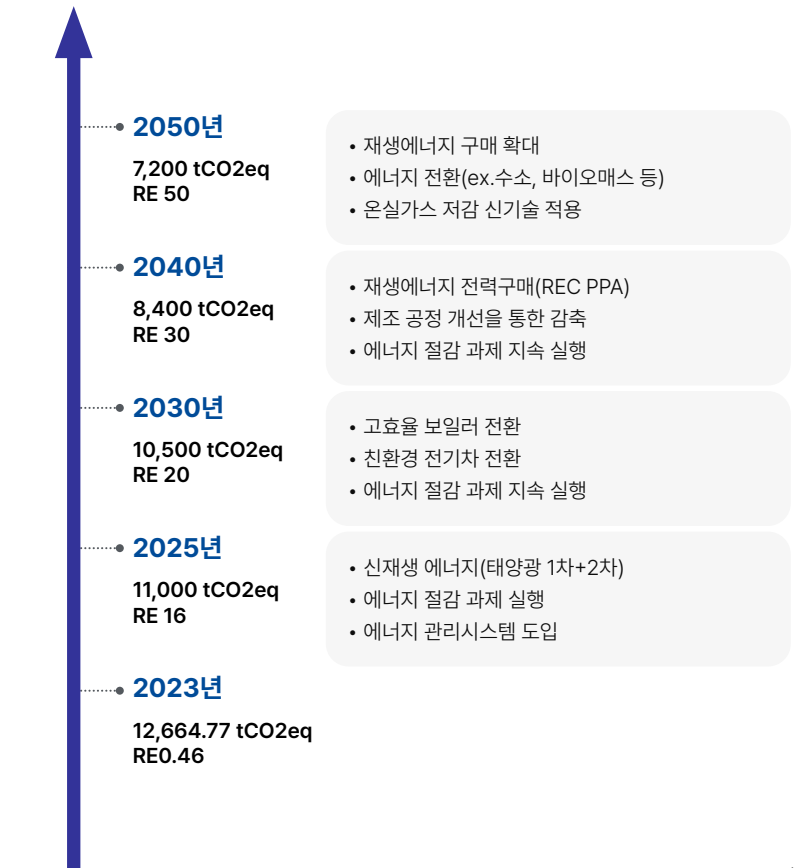 2050년
7,200 tCO2eq
RE 50
• 재생에너지 구매 확대
• 에너지 전환(ex.수소, 바이오매스 등)
• 온실가스 저감 신기술 적용
2040년
8,400 tCO2eq
RE 30
• 재생에너지 전력구매(REC PPA)
• 제조 공정 개선을 통한 감축
• 에너지 절감 과제 지속 실행
2030년
10,500 tCO2eq
RE 20
• 고효율 보일러 전환
• 친환경 전기차 전환
• 에너지 절감 과제 지속 실행
2025년
11,000 tCO2eq
RE 16
• 신재생 에너지(태양광 1차+2차)
• 에너지 절감 과제 실행
• 에너지 관리시스템 도입
2023년
12,664.77 tCO2eq
RE0.46